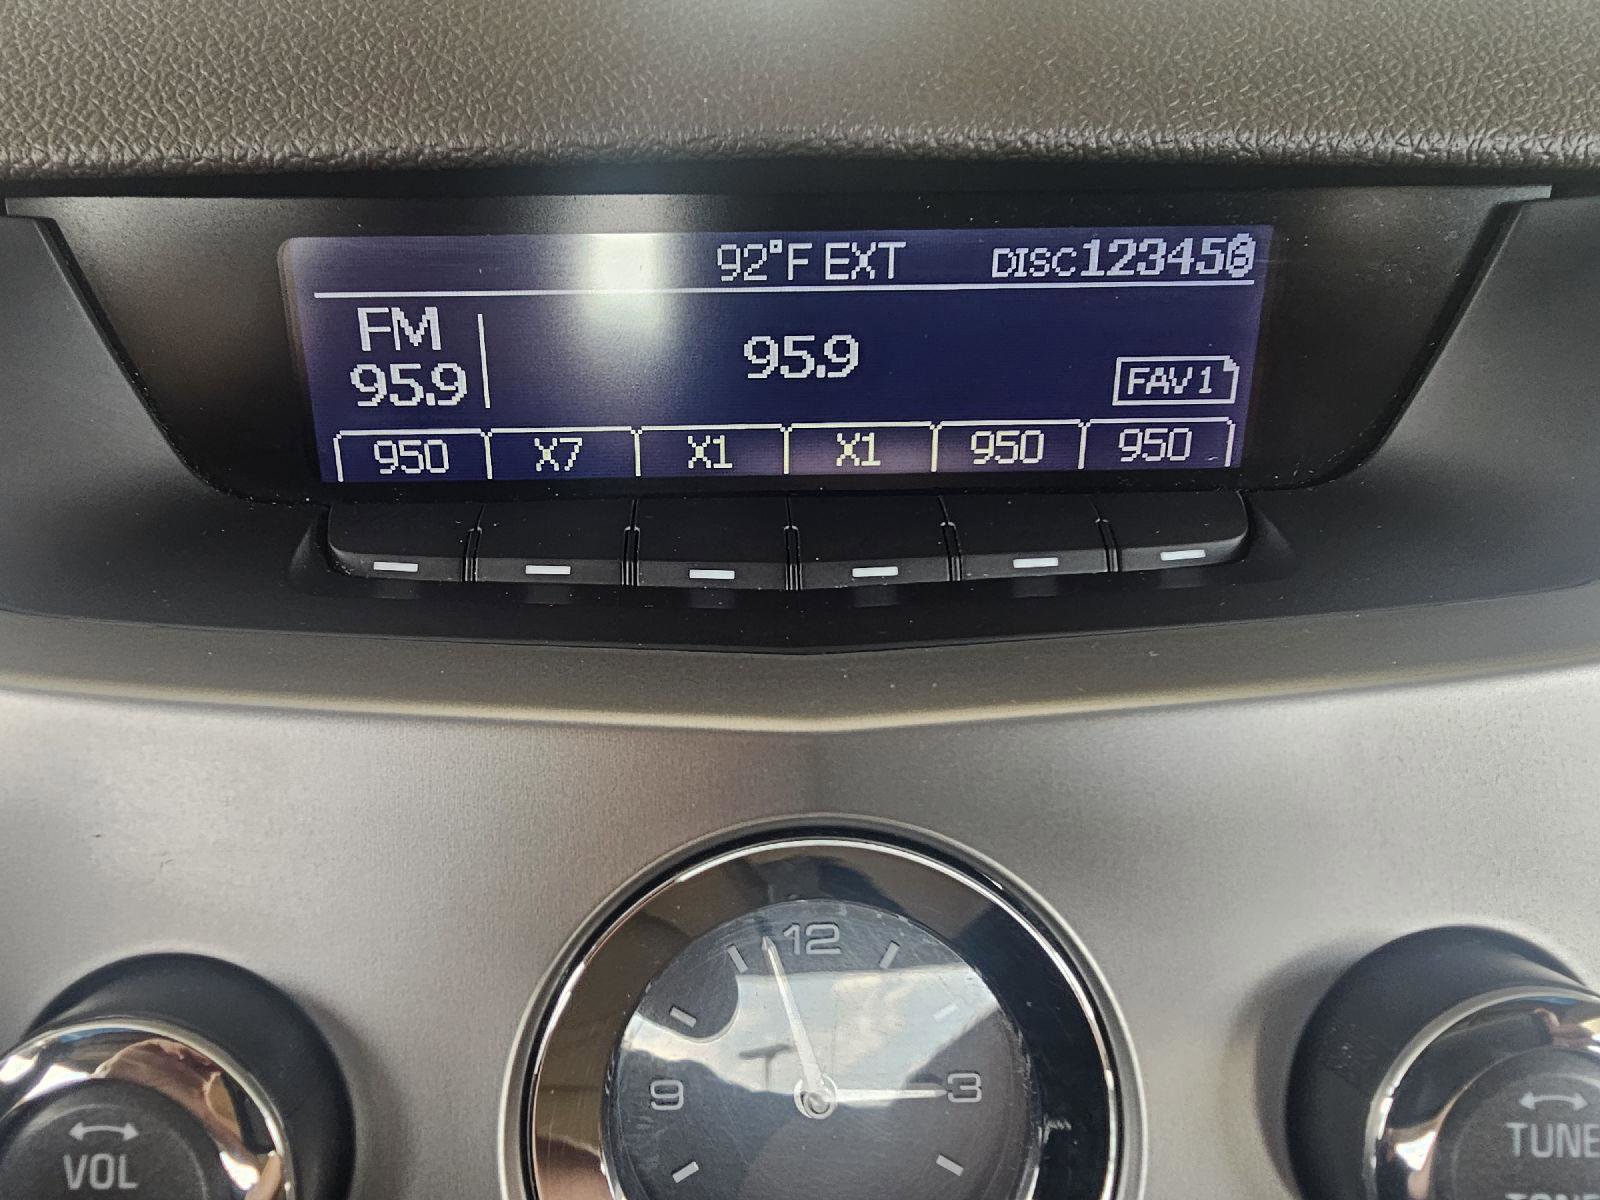 92°F EXT DISC123456
FM
95.9
95.9
FAV 1
950 X7 X1 X1 950 950
12
9 3
VOL
TUNE